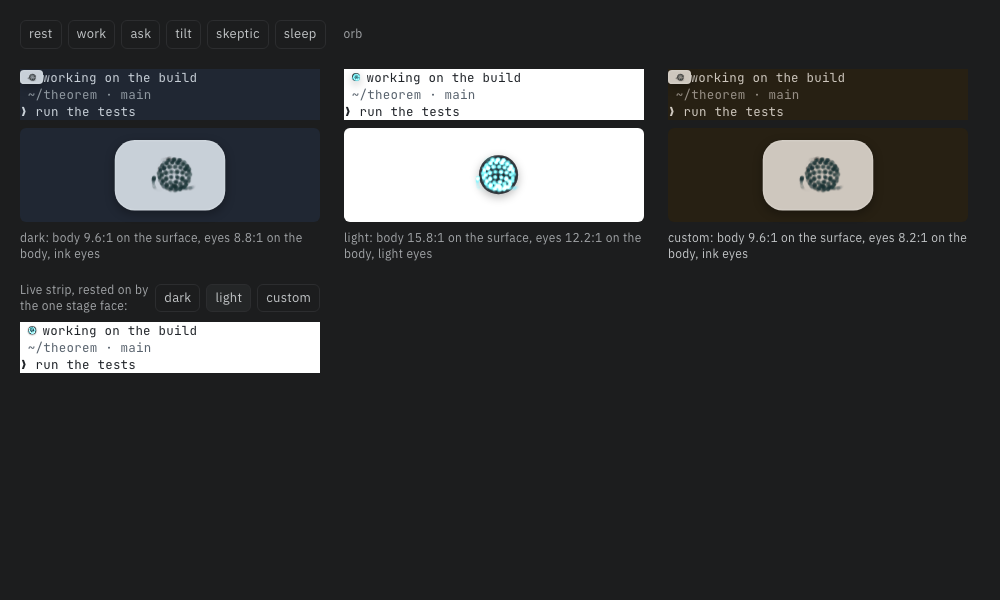 rest work ask tilt skeptic sleep orb
working on the build
~/theorem · main
❯ run the tests
working on the build
~/theorem · main
❯ run the tests
working on the build
~/theorem · main
❯ run the tests
dark: body 9.6:1 on the surface, eyes 8.8:1 on the
body, ink eyes
light: body 15.8:1 on the surface, eyes 12.2:1 on the
body, light eyes
custom: body 9.6:1 on the surface, eyes 8.2:1 on the
body, ink eyes
Live strip, rested on by
the one stage face:
dark light custom
working on the build
~/theorem · main
❯ run the tests